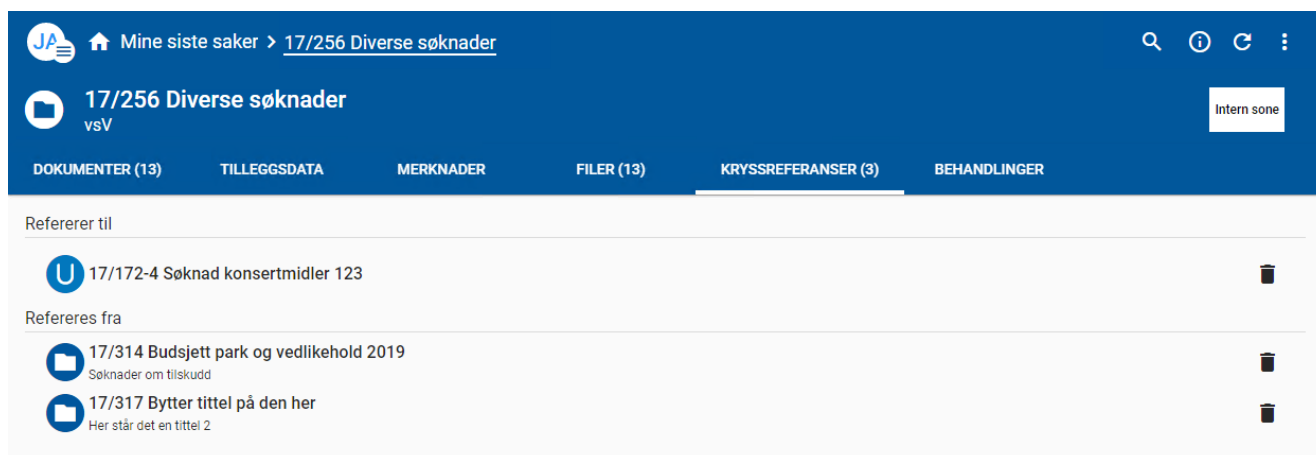 JA Mine siste saker > 17/256 Diverse søknader
17/256 Diverse søknader
vsV
Intern sone
DOKUMENTER (13) TILLEGGSDATA MERKNADER FILER (13) KRYSSREFERANSER (3) BEHANDLINGER
Refererer til
U 17/172-4 Søknad konsertmidler 123
Refereres fra
17/314 Budsjett park og vedlikehold 2019
Søknader om tilskudd
17/317 Bytter tittel på den her
Her står det en tittel 2